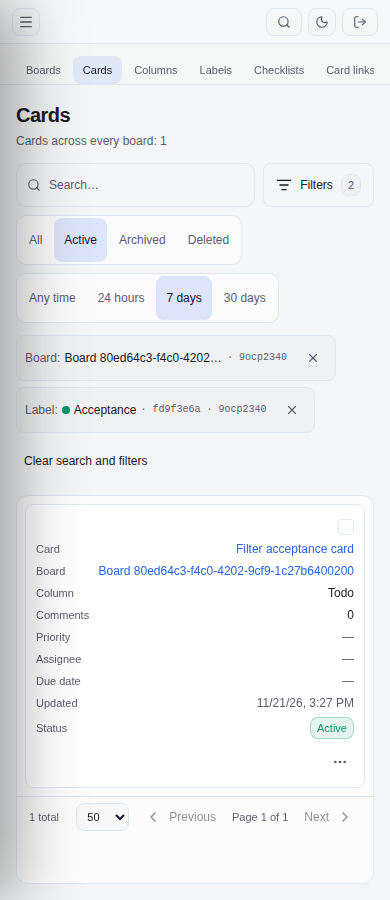 Boards Cards Columns Labels Checklists Card links
Cards
Cards across every board: 1
Search… Filters 2
All Active Archived Deleted
Any time 24 hours 7 days 30 days
Board: Board 80ed64c3-f4c0-4202… · 9ocp2340
Label: Acceptance · fd9f3e6a · 9ocp2340
Clear search and filters
Card Filter acceptance card
Board Board 80ed64c3-f4c0-4202-9cf9-1c27b6400200
Column Todo
Comments 0
Priority —
Assignee —
Due date —
Updated 11/21/26, 3:27 PM
Status Active
1 total 50 Previous Page 1 of 1 Next